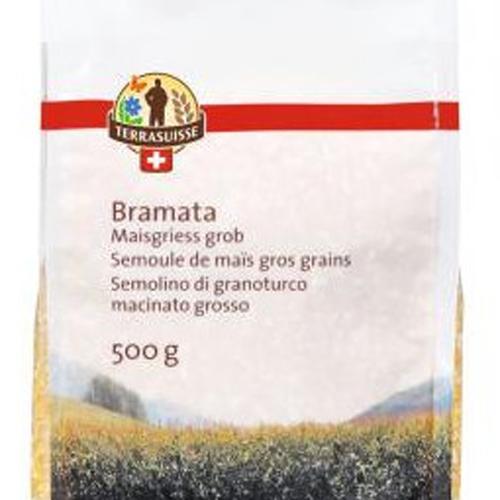 TERRASUISSE
Bramata
Maisgriess grob
Semoule de maïs gros grains
Semolino di granoturco
macinato grosso
500 g